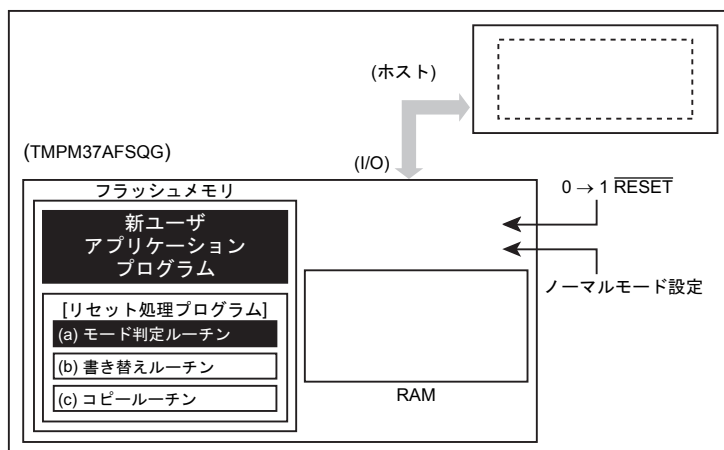 (ホスト)
(TMPM37AFSQG)
(I/O)
フラッシュメモリ
0 → 1 RESET
新ユーザ
アプリケーション
プログラム
ノーマルモード設定
[リセット処理プログラム]
(a) モード判定ルーチン
(b) 書き替えルーチン
(c) コピールーチン
RAM